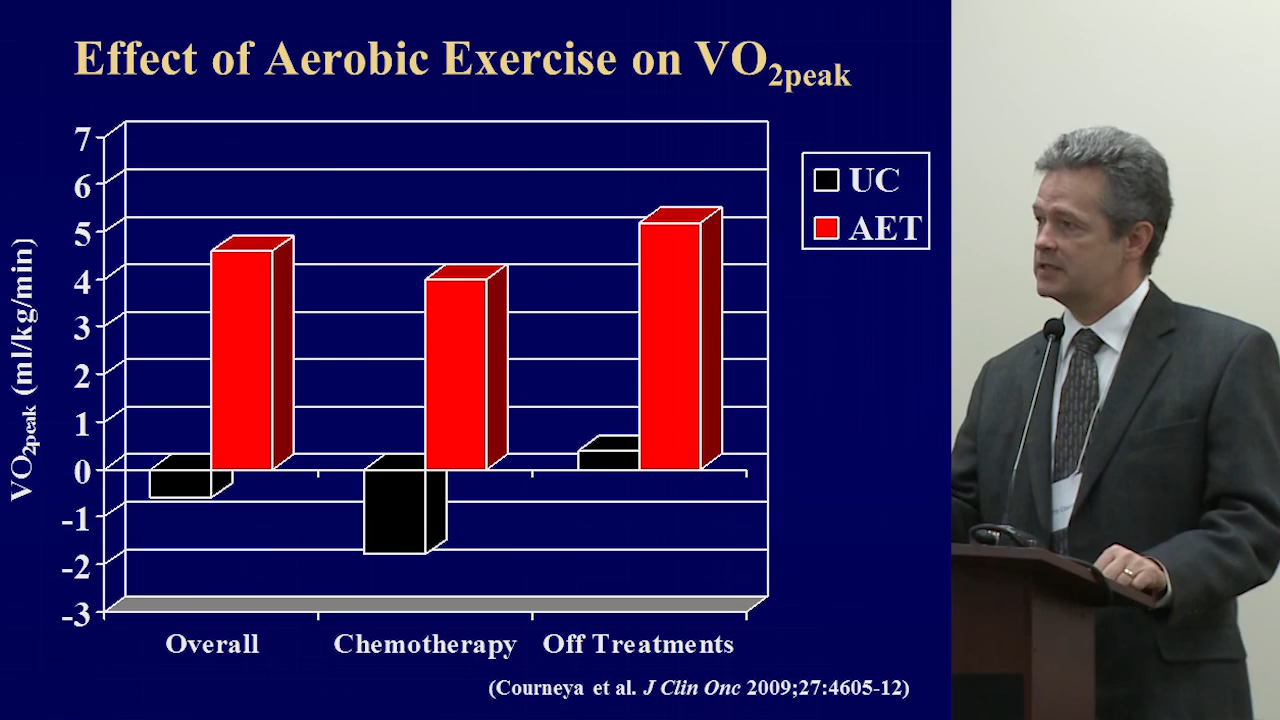 Effect of Aerobic Exercise on VO2peak
7
6
5
4
3
2
1
0
-1
-2
-3
VO2peak (ml/kg/min)
UC
AET
Overall Chemotherapy Off Treatments
(Courneya et al. J Clin Onc 2009;27:4605-12)